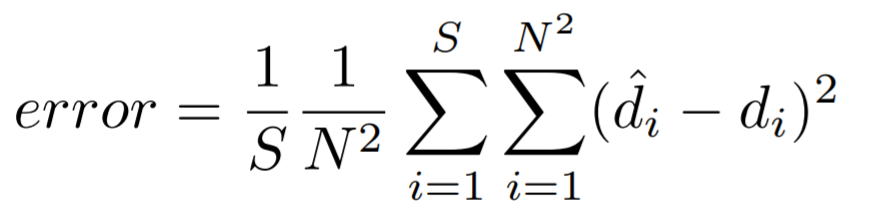 error = \frac{1}{S} \frac{1}{N^2} \sum_{i=1}^{S} \sum_{i=1}^{N^2} (\hat{d}_i - d_i)^2